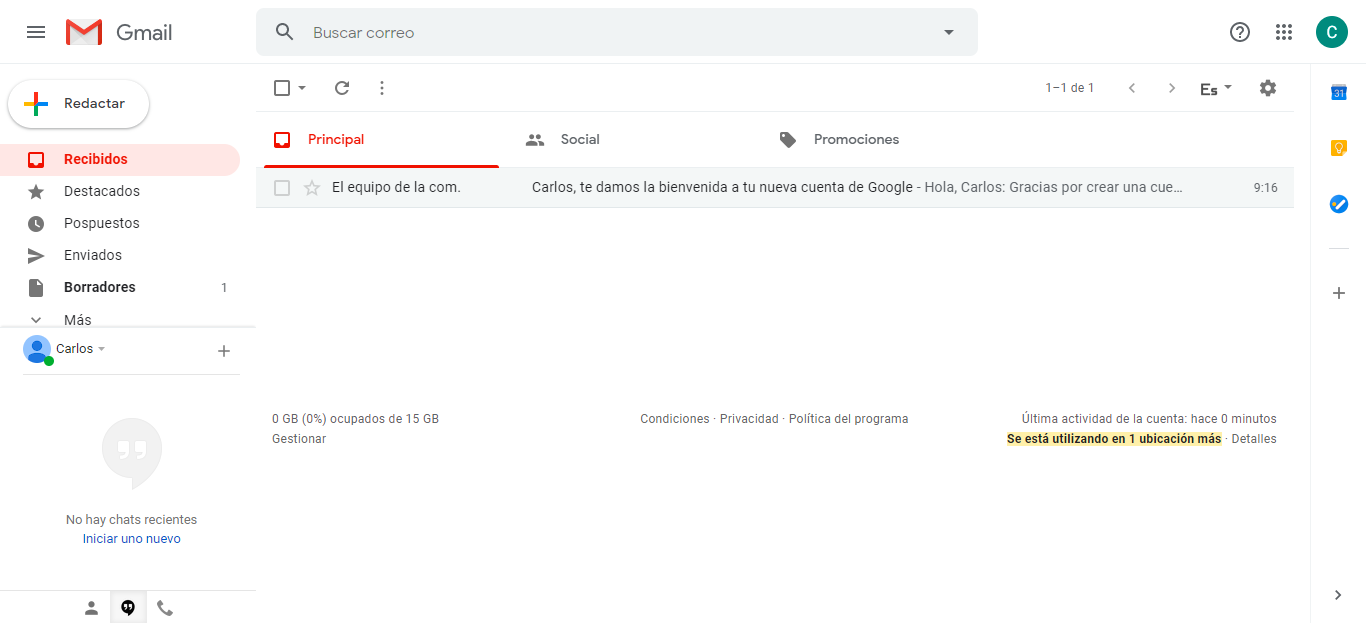 Gmail
Buscar correo
C
Redactar
1–1 de 1
Es
31
Recibidos
Destacados
Pospuestos
Enviados
Borradores 1
Más
Principal
Social
Promociones
El equipo de la com. Carlos, te damos la bienvenida a tu nueva cuenta de Google - Hola, Carlos: Gracias por crear una cue… 9:16
Carlos
No hay chats recientes
Iniciar uno nuevo
0 GB (0%) ocupados de 15 GB
Gestionar
Condiciones · Privacidad · Política del programa
Última actividad de la cuenta: hace 0 minutos
Se está utilizando en 1 ubicación más · Detalles